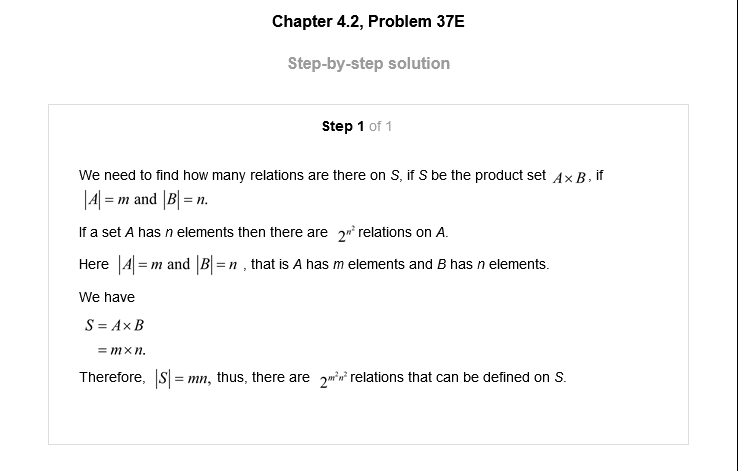 Chapter 4.2, Problem 37E
Step-by-step solution
Step 1 of 1
We need to find how many relations are there on S, if S be the product set A × B, if
|A| = m and |B| = n.
If a set A has n elements then there are 2^{n^2} relations on A.
Here |A| = m and |B| = n , that is A has m elements and B has n elements.
We have
S = A × B
= m × n.
Therefore, |S| = mn, thus, there are 2^{m^2n^2} relations that can be defined on S.